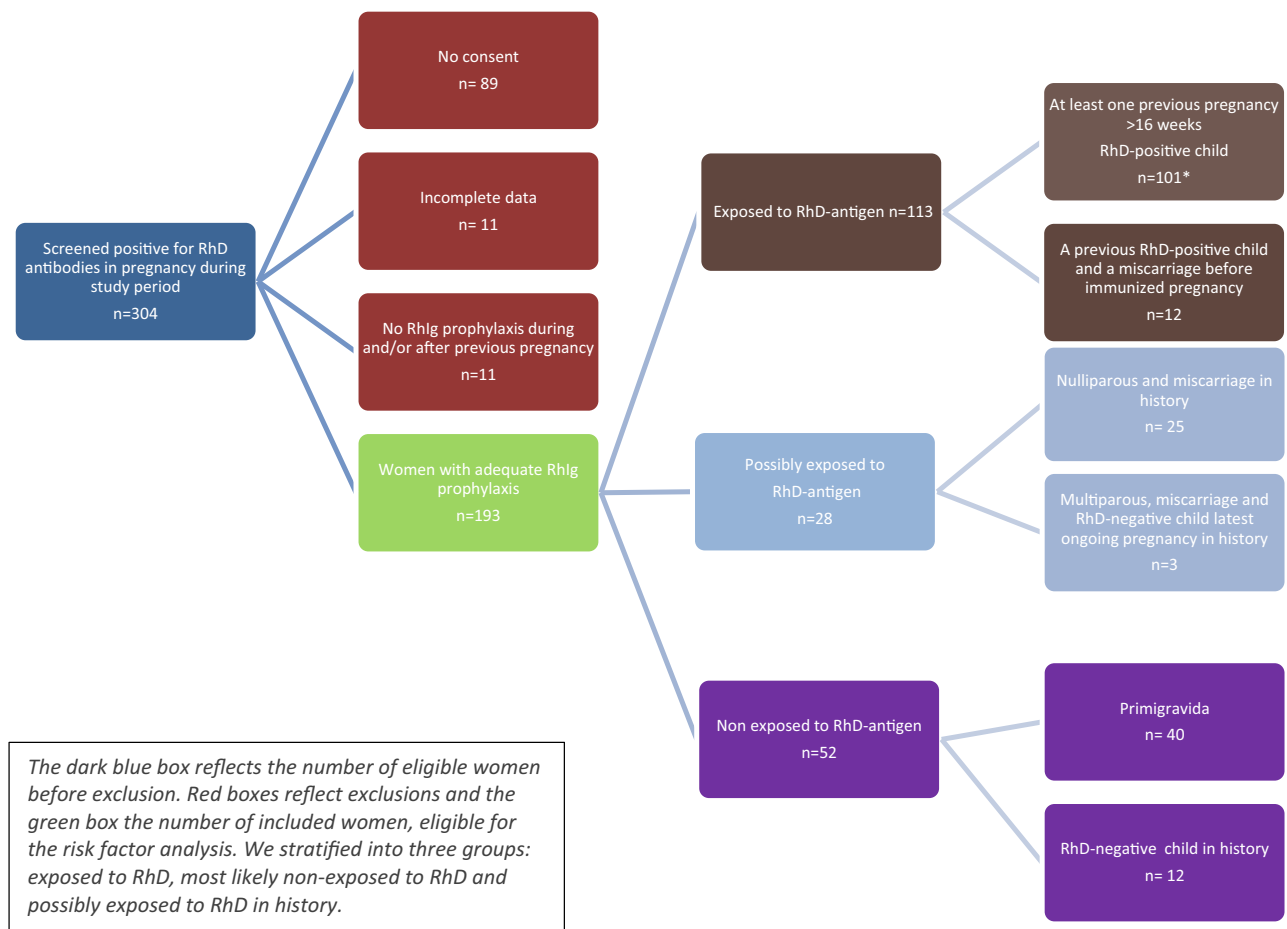 Screened positive for RhD
antibodies in pregnancy during
study period
n=304
No consent
n= 89
Incomplete data
n= 11
No RhIg prophylaxis during
and/or after previous pregnancy
n=11
Women with adequate RhIg
prophylaxis
n=193
Exposed to RhD-antigen n=113
At least one previous pregnancy
>16 weeks
RhD-positive child
n=101*
A previous RhD-positive child
and a miscarriage before
immunized pregnancy
n=12
Possibly exposed to
RhD-antigen
n=28
Nulliparous and miscarriage in
history
n= 25
Multiparous, miscarriage and
RhD-negative child latest
ongoing pregnancy in history
n=3
Non exposed to RhD-antigen
n=52
Primigravida
n= 40
RhD-negative child in history
n= 12
The dark blue box reflects the number of eligible women
before exclusion. Red boxes reflect exclusions and the
green box the number of included women, eligible for
the risk factor analysis. We stratified into three groups:
exposed to RhD, most likely non-exposed to RhD and
possibly exposed to RhD in history.